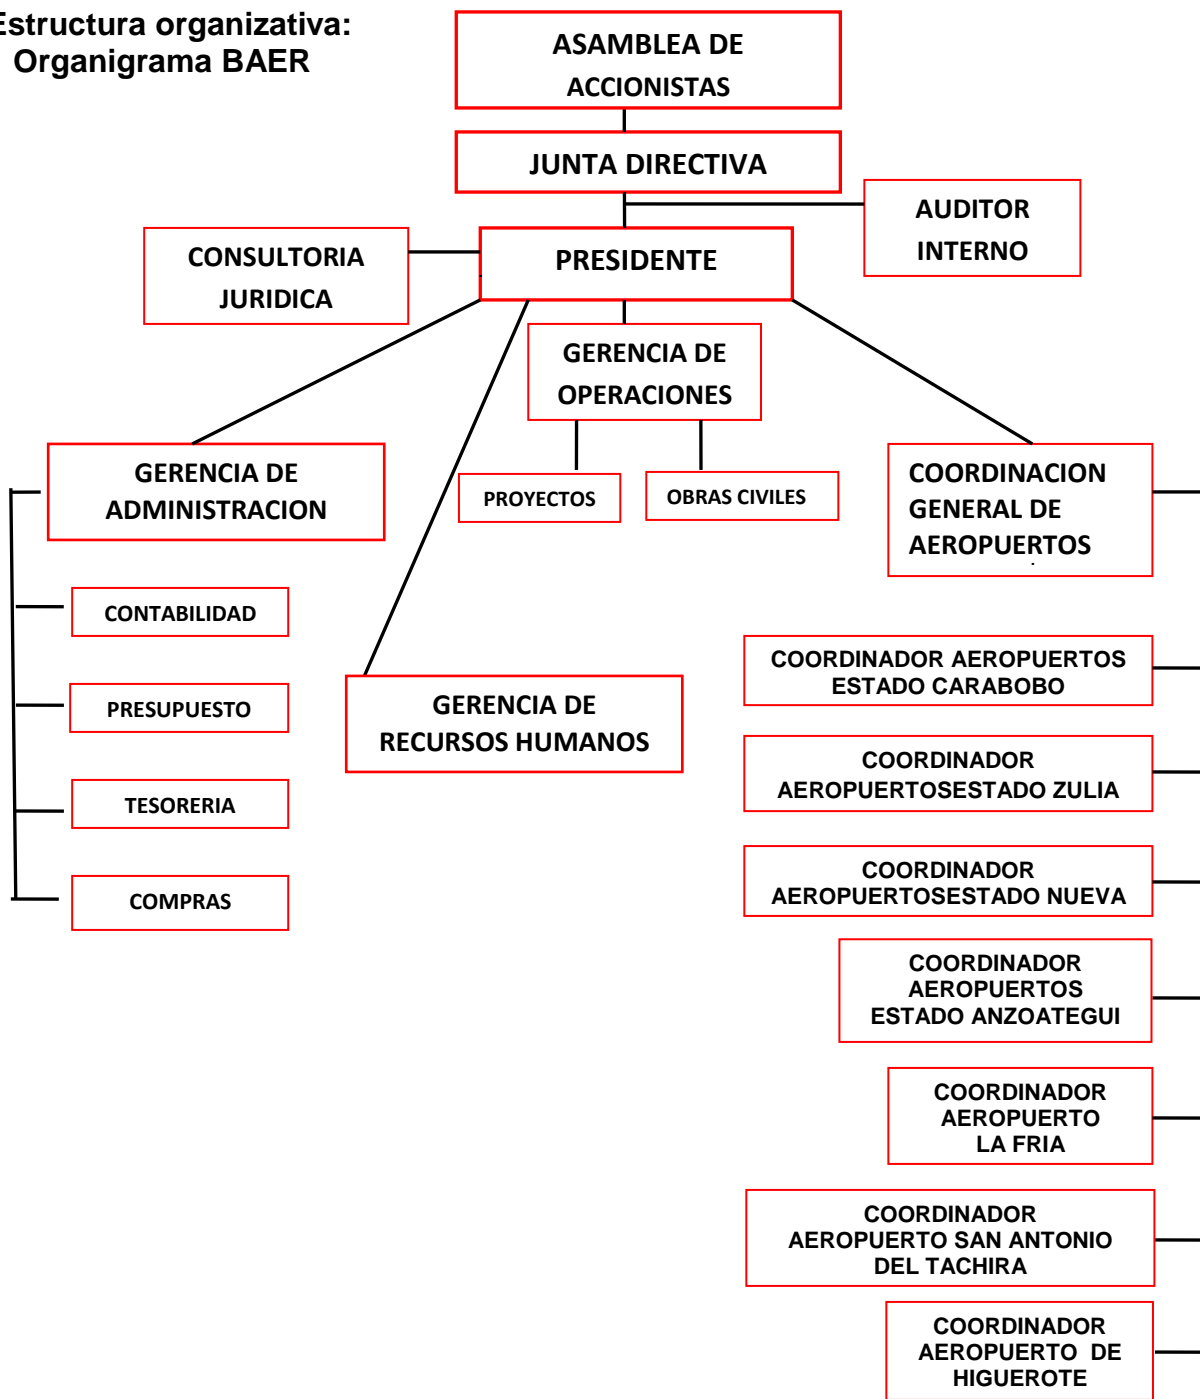 Estructura organizativa:
Organigrama BAER
ASAMBLEA DE
ACCIONISTAS
JUNTA DIRECTIVA
AUDITOR
INTERNO
CONSULTORIA
JURIDICA
PRESIDENTE
GERENCIA DE
OPERACIONES
GERENCIA DE
ADMINISTRACION
PROYECTOS
OBRAS CIVILES
COORDINACION
GENERAL DE
AEROPUERTOS
CONTABILIDAD
PRESUPUESTO
TESORERIA
COMPRAS
GERENCIA DE
RECURSOS HUMANOS
COORDINADOR AEROPUERTOS
ESTADO CARABOBO
COORDINADOR
AEROPUERTOSESTADO ZULIA
COORDINADOR
AEROPUERTOSESTADO NUEVA
COORDINADOR
AEROPUERTOS
ESTADO ANZOATEGUI
COORDINADOR
AEROPUERTO
LA FRIA
COORDINADOR
AEROPUERTO SAN ANTONIO
DEL TACHIRA
COORDINADOR
AEROPUERTO DE
HIGUEROTE